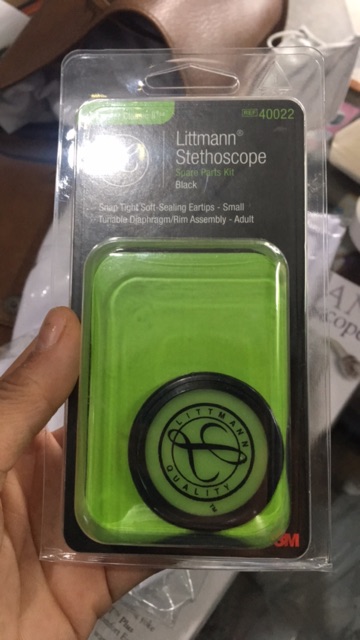 REF 40022
Littmann®
Stethoscope
Spare Parts Kit
Black
Snap Tight Soft-Sealing Eartips - Small
Tunable Diaphragm/Rim Assembly - Adult
LITTMANN
QUALITY
3M